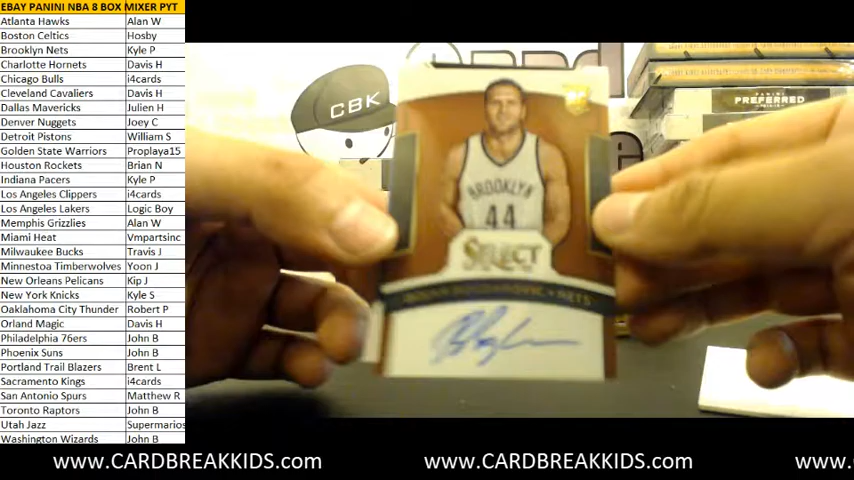 EBAY PANINI NBA 8 BOX MIXER PYT
Atlanta Hawks Alan W
Boston Celtics Hosby
Brooklyn Nets Kyle P
Charlotte Hornets Davis H
Chicago Bulls i4cards
Cleveland Cavaliers Davis H
Dallas Mavericks Julien H
Denver Nuggets Joey C
Detroit Pistons William S
Golden State Warriors Proplaya15
Houston Rockets Brian N
Indiana Pacers Kyle P
Los Angeles Clippers i4cards
Los Angeles Lakers Logic Boy
Memphis Grizzlies Alan W
Miami Heat Vmpartsinc
Milwaukee Bucks Travis J
Minnestoa Timberwolves Yoon J
New Orleans Pelicans Kip J
New York Knicks Kyle S
Oaklahoma City Thunder Robert P
Orland Magic Davis H
Philadelphia 76ers John B
Phoenix Suns John B
Portland Trail Blazers Brent L
Sacramento Kings i4cards
San Antonio Spurs Matthew R
Toronto Raptors John B
Utah Jazz Supermarios
Washington Wizards John B
CBK
PANINI
PREFERRED
BROOKLYN
44
SELECT
NETS
www.CARDBREAKKIDS.com www.CARDBREAKKIDS.com www.CA